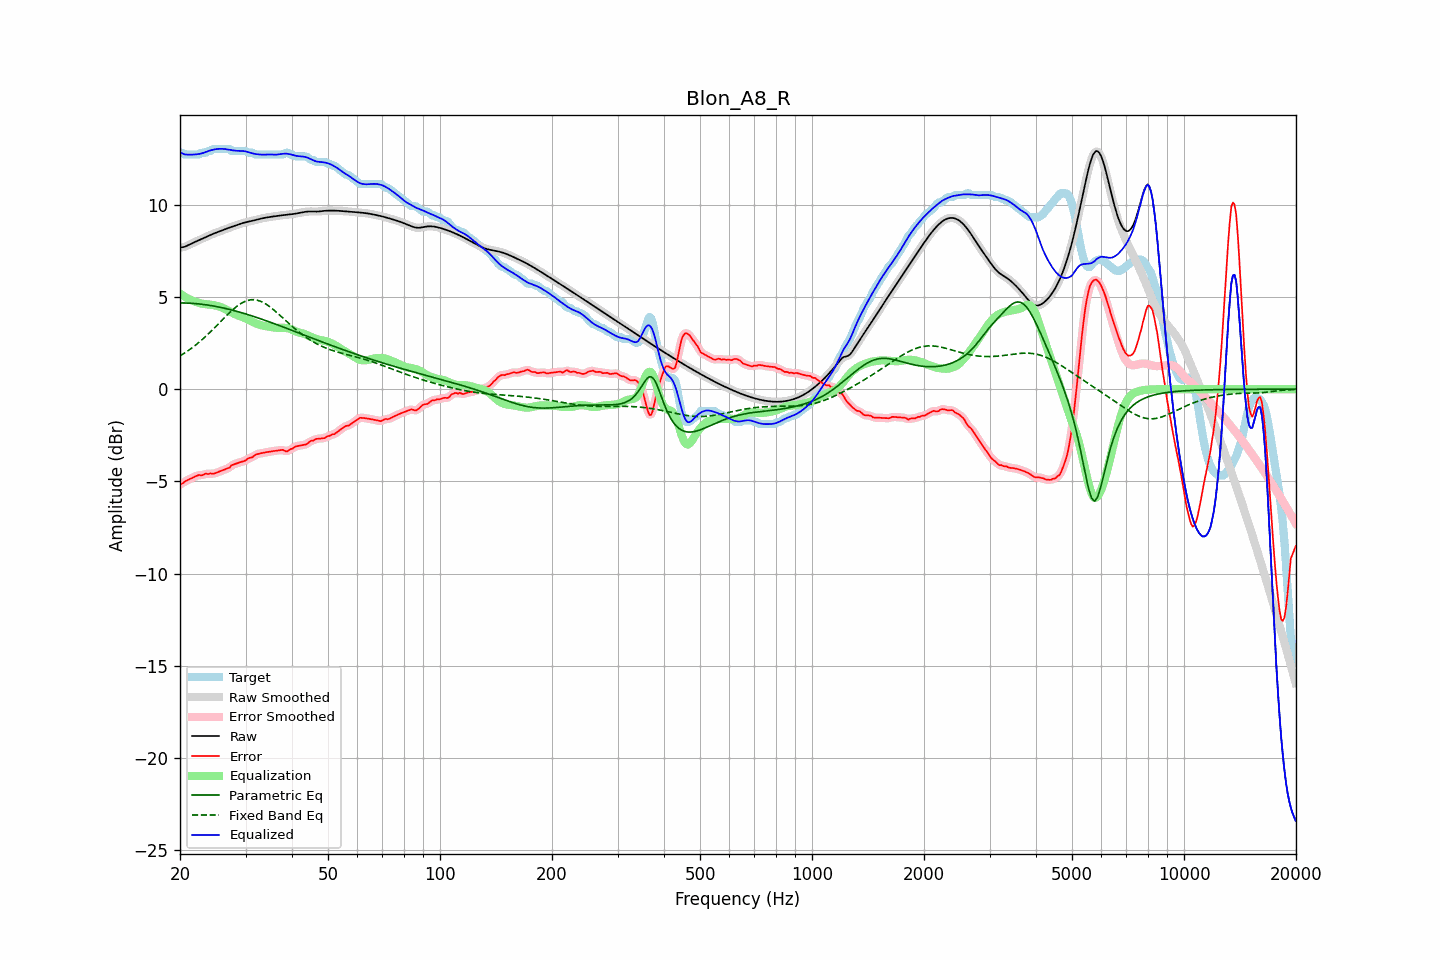 Blon_A8_R
Amplitude (dBr)
10
5
0
−5
−10
−15
−20
−25
Target
Raw Smoothed
Error Smoothed
Raw
Error
Equalization
Parametric Eq
Fixed Band Eq
Equalized
20 50 100 200 500 1000 2000 5000 10000 20000
Frequency (Hz)